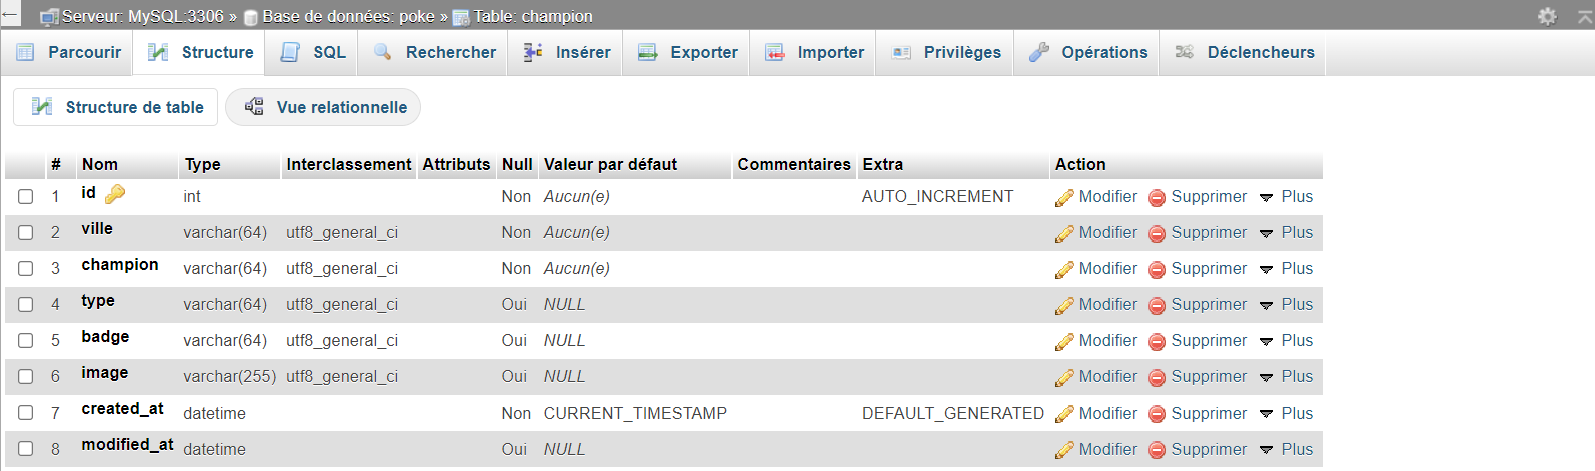 ← Serveur: MySQL:3306 » Base de données: poke » Table: champion
Parcourir Structure SQL Rechercher Insérer Exporter Importer Privilèges Opérations Déclencheurs
Structure de table Vue relationnelle
# Nom Type Interclassement Attributs Null Valeur par défaut Commentaires Extra Action
1 id int Non Aucun(e) AUTO_INCREMENT Modifier Supprimer Plus
2 ville varchar(64) utf8_general_ci Non Aucun(e) Modifier Supprimer Plus
3 champion varchar(64) utf8_general_ci Non Aucun(e) Modifier Supprimer Plus
4 type varchar(64) utf8_general_ci Oui NULL Modifier Supprimer Plus
5 badge varchar(64) utf8_general_ci Oui NULL Modifier Supprimer Plus
6 image varchar(255) utf8_general_ci Oui NULL Modifier Supprimer Plus
7 created_at datetime Non CURRENT_TIMESTAMP DEFAULT_GENERATED Modifier Supprimer Plus
8 modified_at datetime Oui NULL Modifier Supprimer Plus